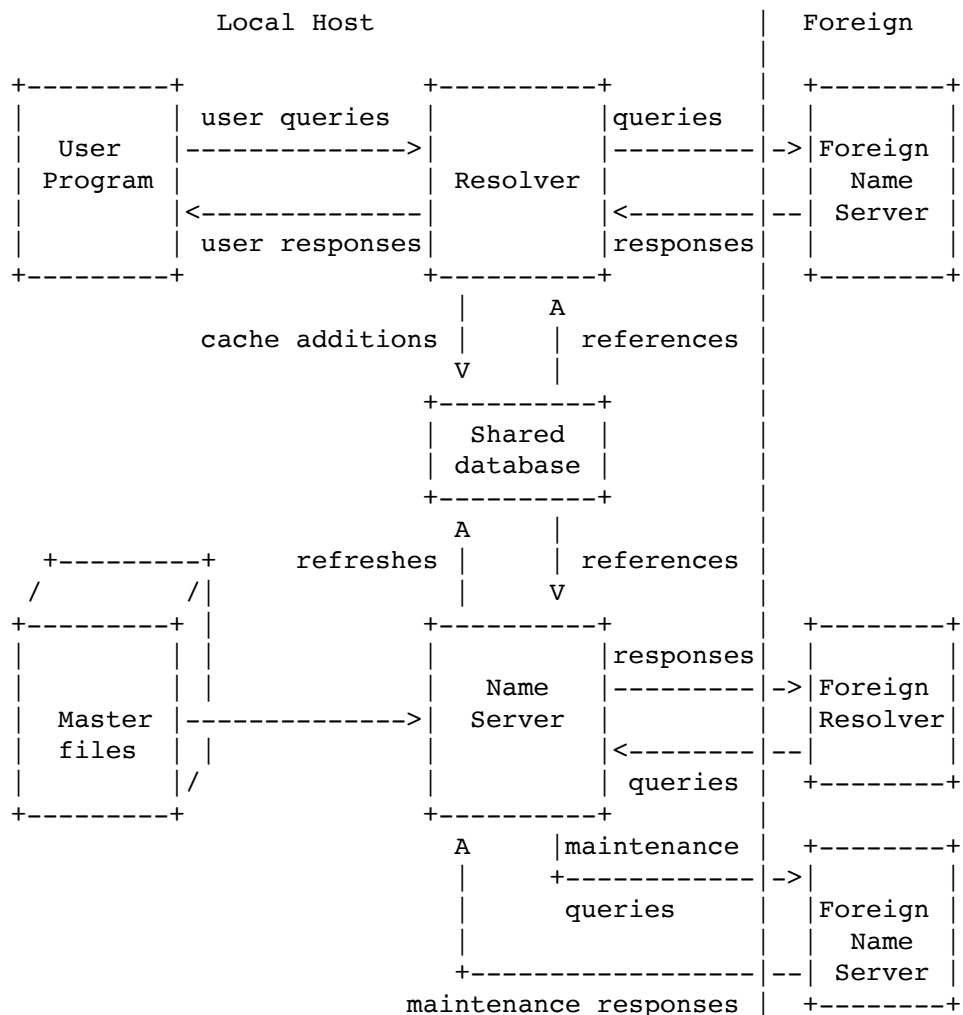 Local Host | Foreign
|
+---------+ +----------+ | +--------+
| | user queries | |queries | | |
| User |-------------->| |---------|->|Foreign |
| Program | | Resolver | | | Name |
| |<--------------| |<--------|--| Server |
| | user responses| |responses| | |
+---------+ +----------+ | +--------+
| A |
cache additions | | references |
V | |
+----------+ |
| Shared | |
| database | |
+----------+ |
A | |
+---------+ refreshes | | references |
/ /| | V |
+---------+ | +----------+ | +--------+
| | | | |responses| | |
| | | | Name |---------|->|Foreign |
| Master |-------------->| Server | | |Resolver|
| files | | | |<--------|--| |
| |/ | | queries | +--------+
+---------+ +----------+ |
A |maintenance | +--------+
| +------------|->| |
| queries | |Foreign |
| | | Name |
+------------------|--| Server |
maintenance responses | +--------+